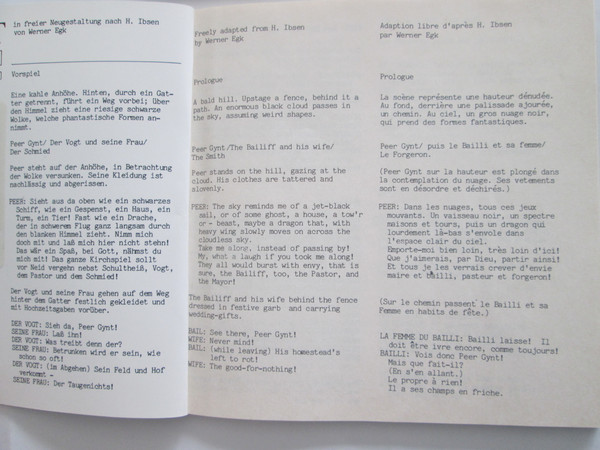 in freier Neugestaltung nach H. Ibsen
von Werner Egk
Vorspiel
Eine kahle Anhöhe. Hinten, durch ein Gat-
ter getrennt, führt ein Weg vorbei; über
den Himmel zieht eine riesige schwarze
Wolke, welche phantastische Formen an-
nimmt.
Peer Gynt/ Der Vogt und seine Frau/
Der Schmied
Peer steht auf der Anhöhe, in Betrachtung
der Wolke versunken. Seine Kleidung ist
nachlässig und abgerissen.
PEER: Sieht aus da oben wie ein schwarzes
Schiff, wie ein Gespenst, ein Haus, ein
Turm, ein Tier! Fast wie ein Drache,
der in schwerem Flug ganz langsam durch
den blanken Himmel zieht. Nimm mich
doch mit und laß mich hier nicht stehn!
Das wär ein Spaß, bei Gott, nähmst du
mich mit! Das ganze Kirchspiel sollt
vor Neid vergehn nebst Schultheiß, Vogt,
dem Pastor und dem Schmied!
Der Vogt und seine Frau gehen auf dem Weg
hinter dem Gatter festlich gekleidet und
mit Hochzeitsgaben vorüber.
DER VOGT: Sieh da, Peer Gynt!
SEINE FRAU: Laß ihn!
DER VOGT: Was treibt denn der?
SEINE FRAU: Betrunken wird er sein, wie
schon so oft!
DER VOGT: (im Abgehen) Sein Feld und Hof
verkommt -
SEINE FRAU: Der Taugenichts!
Freely adapted from H. Ibsen
by Werner Egk
Prologue
A bald hill. Upstage a fence, behind it a
path. An enormous black cloud passes in
the sky, assuming weird shapes.
Peer Gynt/The Bailiff and his wife/
The Smith
Peer stands on the hill, gazing at the
cloud. His clothes are tattered and
slovenly.
PEER: The sky reminds me of a jet-black
sail, or of some ghost, a house, a tow'r
or - beast, maybe a dragon that, with
heavy wing slowly moves on across the
cloudless sky.
Take me along, instead of passing by!
My, what a laugh if you took me along!
They all would burst with envy, that is
sure, the Bailiff, too, the Pastor, and
the Mayor!
The Bailiff and his wife behind the fence
dressed in festive garb and carrying
wedding-gifts.
BAIL: See there, Peer Gynt!
WIFE: Never mind!
BAIL: (while leaving) His homestead's
left to rot!
WIFE: The good-for-nothing!
Adaption libre d'après H. Ibsen
par Werner Egk
Prologue
La scène représente une hauteur dénudée.
Au fond, derrière une palissade ajourée,
un chemin. Au ciel, un gros nuage noir,
qui prend des formes fantastiques.
Peer Gynt/ puis le Bailli et sa femme/
Le Forgeron.
(Peer Gynt sur la hauteur est plongé dans
la contemplation du nuage. Ses vetements
sont en désordre et déchirés.)
PEER: Dans les nuages, tous ces jeux
mouvants. Un vaisseau noir, un spectre
maisons et tours, puis un dragon qui
lourdement là-bas s'envole dans
l'espace clair du ciel.
Emporte-moi bien loin, très loin d'ici!
Que j'aimerais, par Dieu, partir ainsi!
Et tous je les verrais crever d'envie
maire et bailli, pasteur et forgeron!
(Sur le chemin passent le Bailli et sa
Femme en habits de fête.)
LA FEMME DU BAILLI: Bailli laisse! Il
doit être ivre encore, comme toujours!
BAILLI: Vois donc Peer Gynt!
Mais que fait-il?
(En s'en allant.)
Le propre à rien!
Il a ses champs en friche.